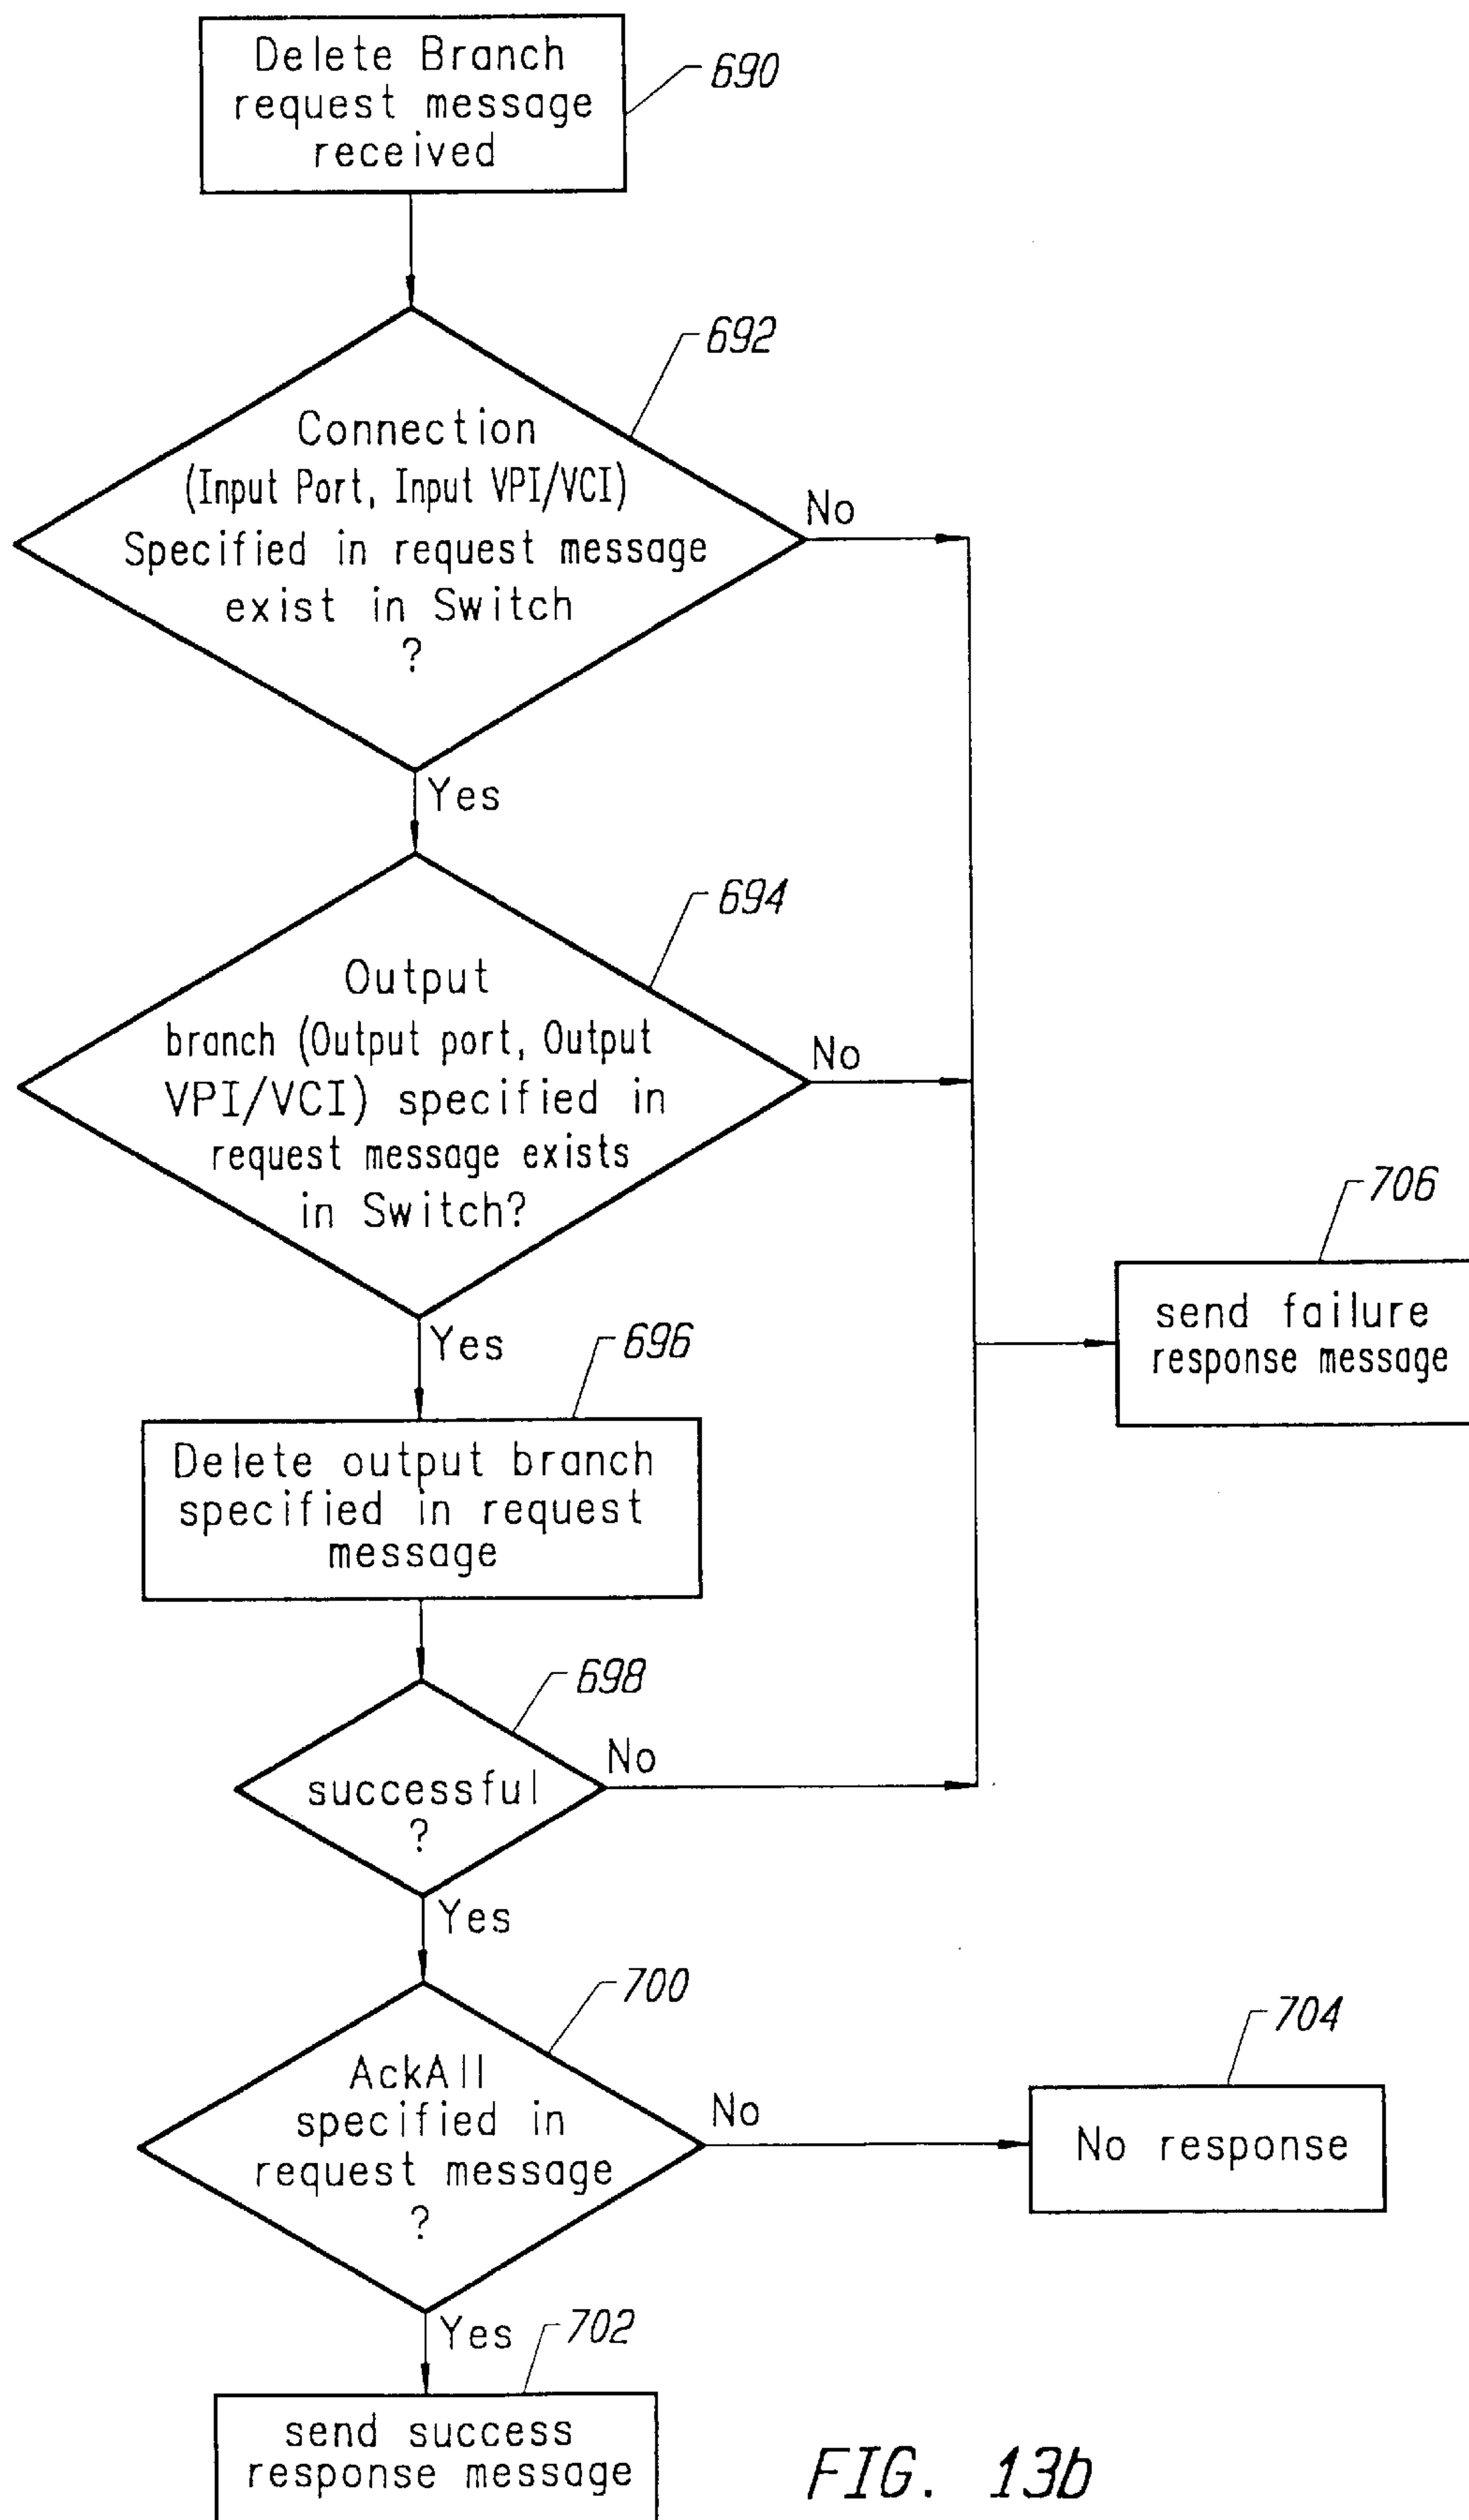 Delete Branch
request message
received
690
692
Connection
(Input Port, Input VPI/VCI)
Specified in request message
exist in Switch
?
No
Yes
694
Output
branch (Output port, Output
VPI/VCI) specified in
request message exists
in Switch?
No
Yes
706
send failure
response message
696
Delete output branch
specified in request
message
698
successful
?
No
Yes
700
AckAll
specified in
request message
?
No
704
No response
Yes
702
send success
response message
FIG. 13b